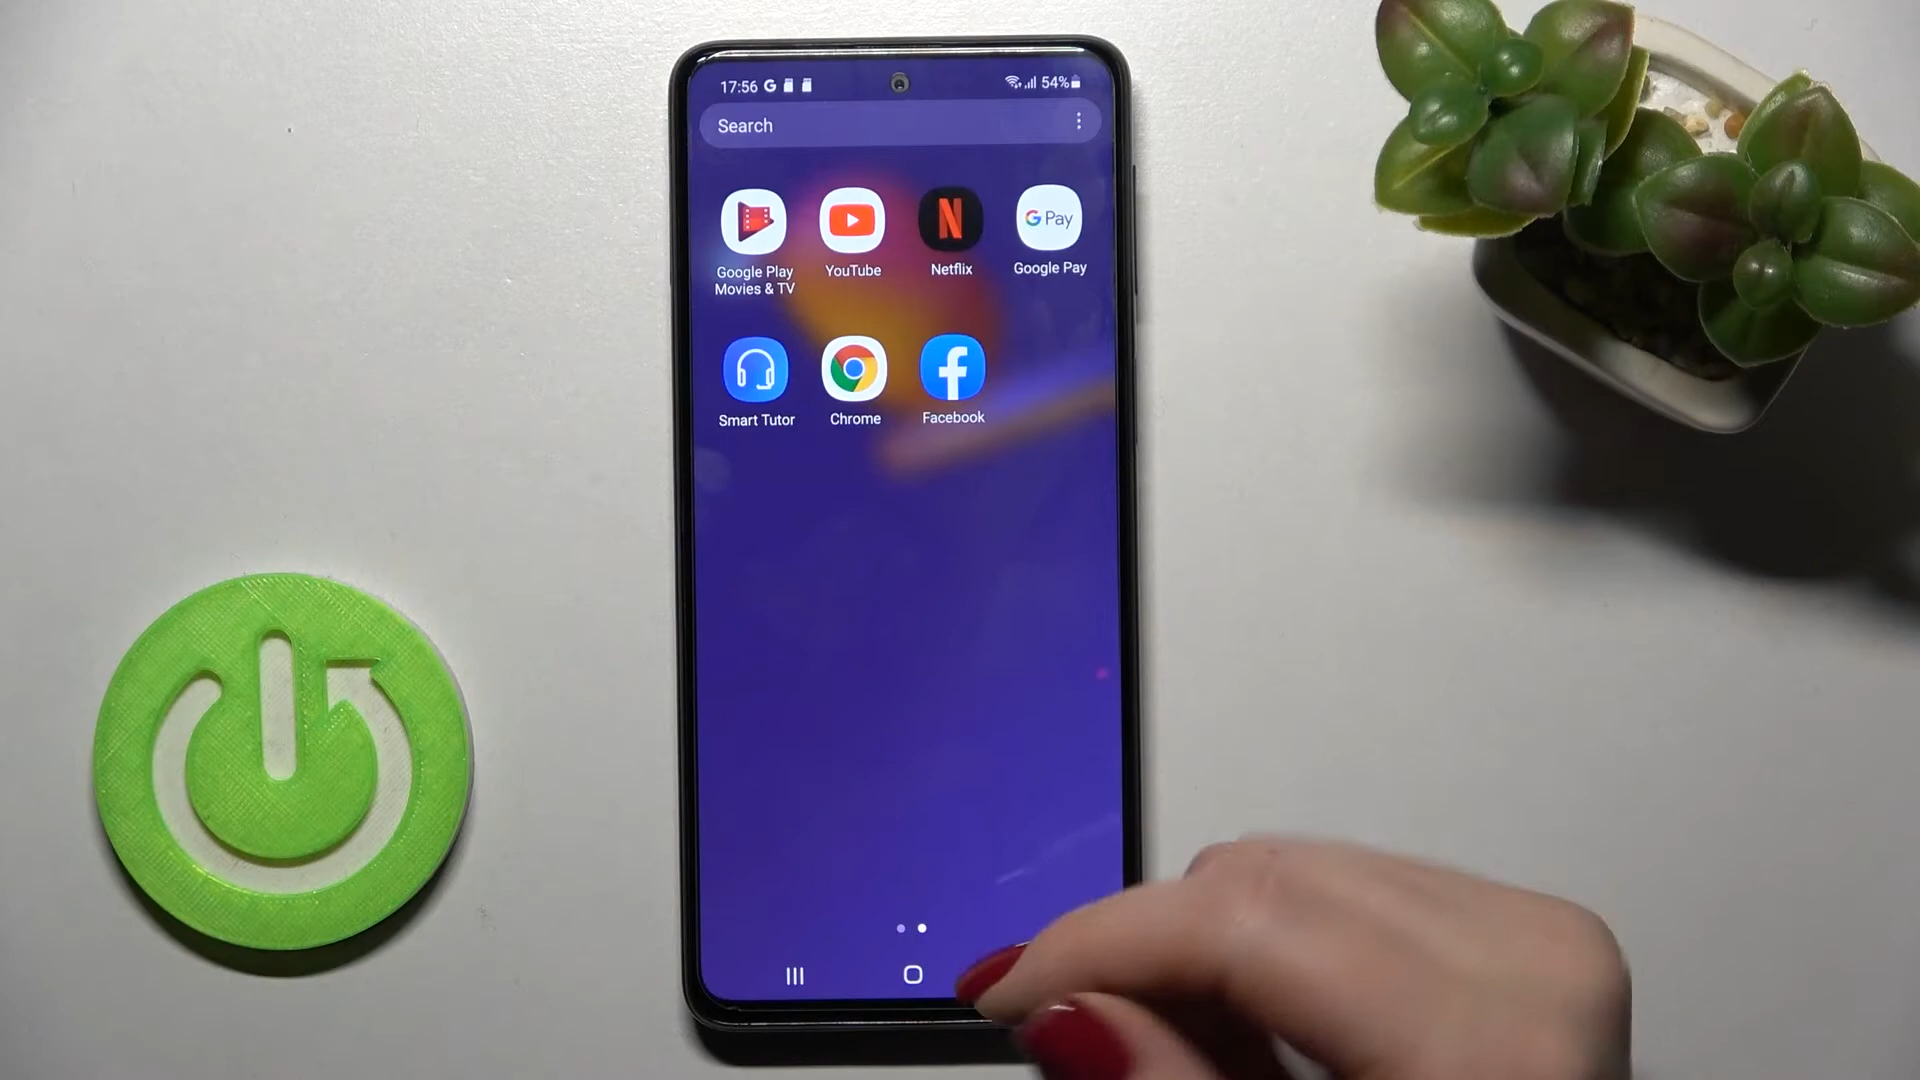 17:56 G
54%
Search
Google Play
Movies & TV
YouTube
Netflix
G Pay
Google Pay
Smart Tutor
Chrome
Facebook